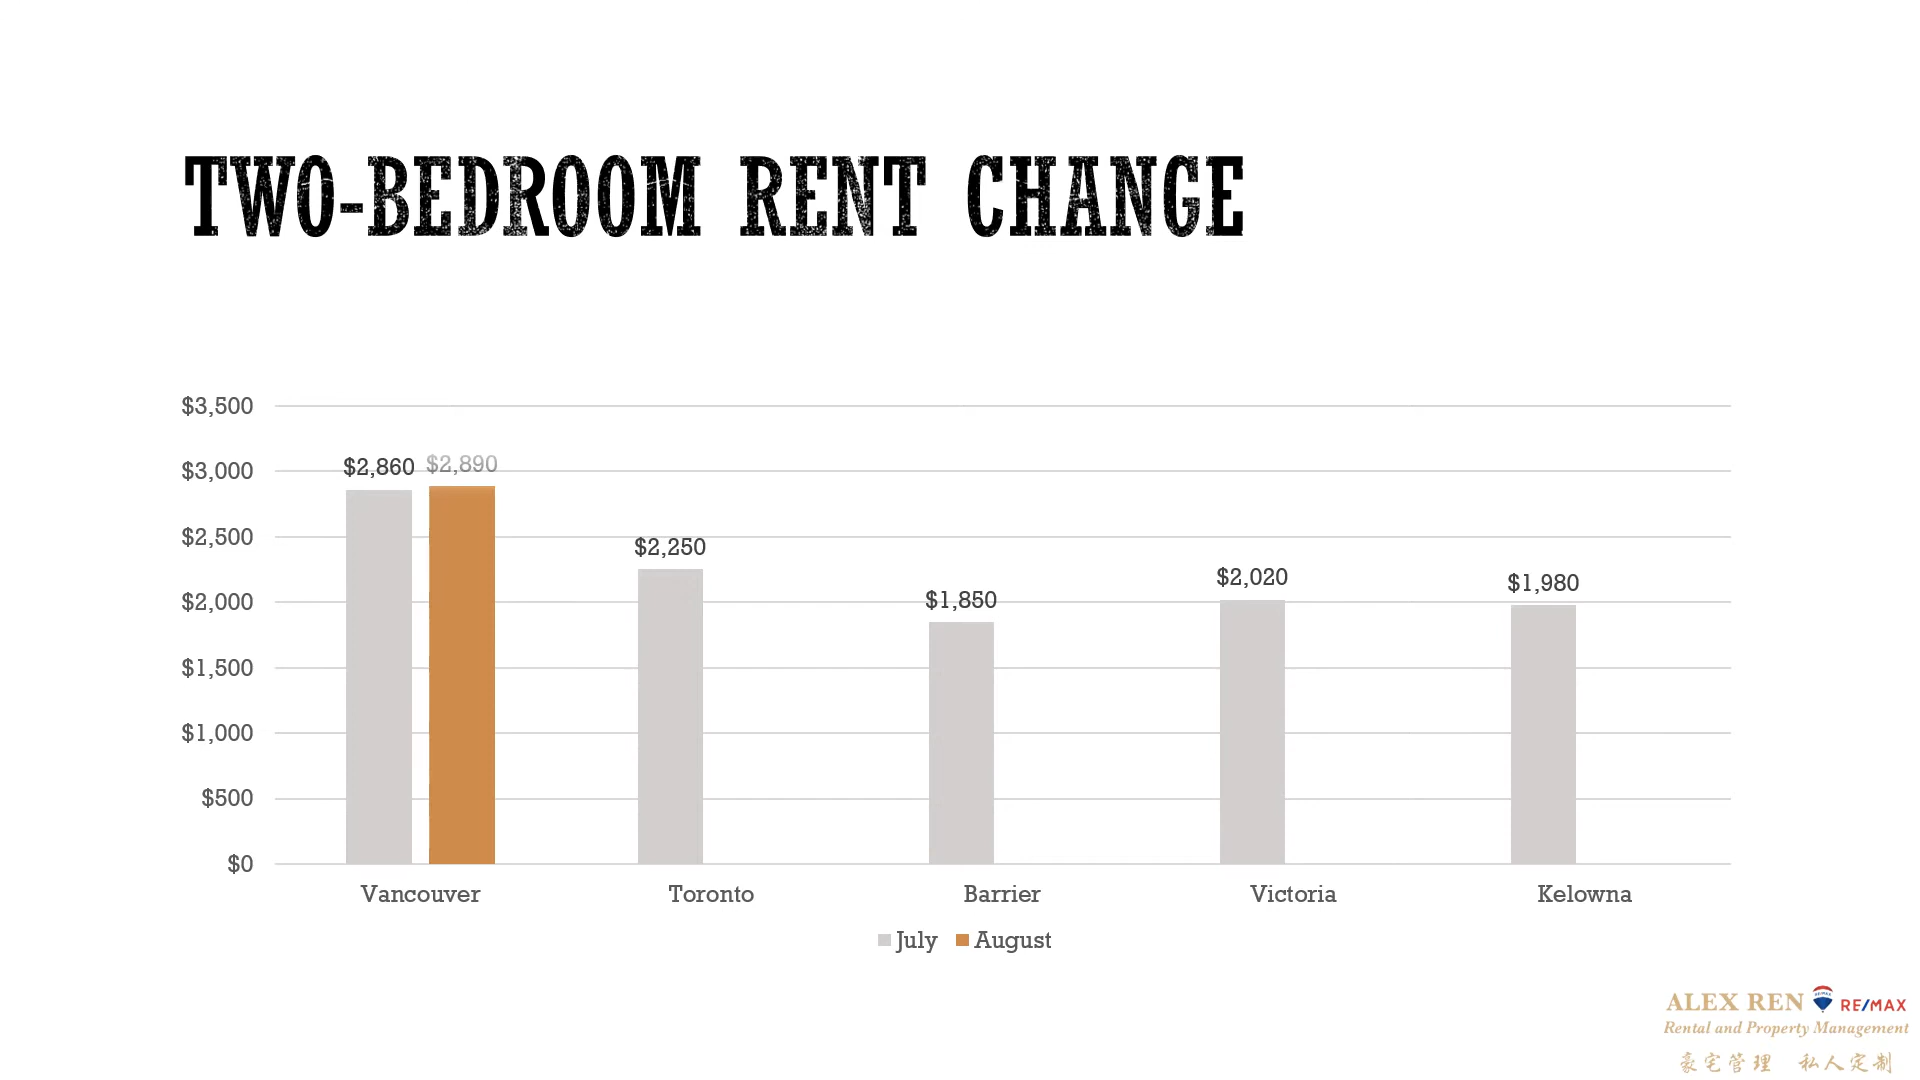 TWO-BEDROOM RENT CHANGE
$3,500
$3,000
$2,500
$2,000
$1,500
$1,000
$500
$0
$2,860 $2,890
$2,250
$1,850
$2,020
$1,980
Vancouver Toronto Barrier Victoria Kelowna
July August
ALEX REN RE/MAX
Rental and Property Management
豪宅管理 私人定制